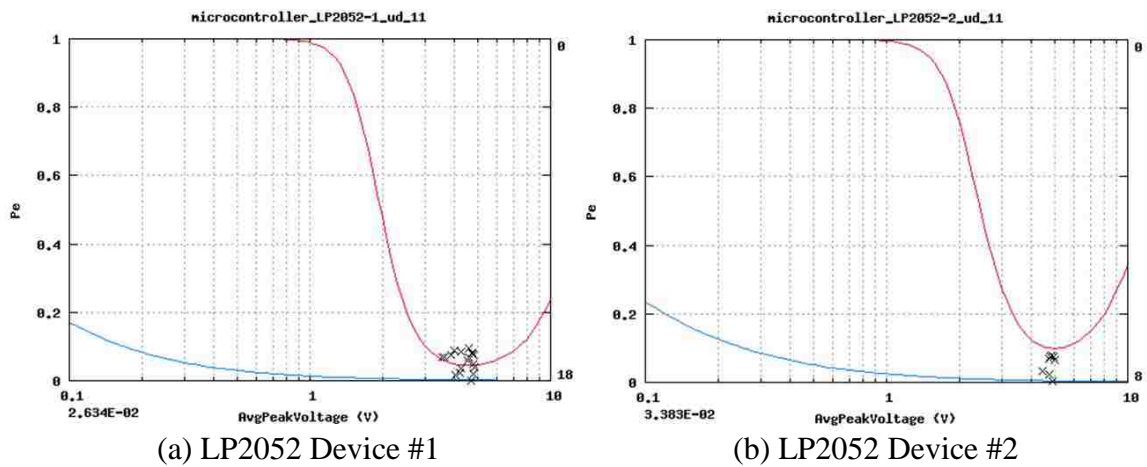 microcontroller_LP2052-1_ud_11
1
0.8
0.6
0.4
0.2
0
Pe
0
18
0.1
1
10
2.634E-02
AvgPeakVoltage (V)
(a) LP2052 Device #1
microcontroller_LP2052-2_ud_11
1
0.8
0.6
0.4
0.2
0
Pe
0
8
0.1
1
10
3.383E-02
AvgPeakVoltage (V)
(b) LP2052 Device #2